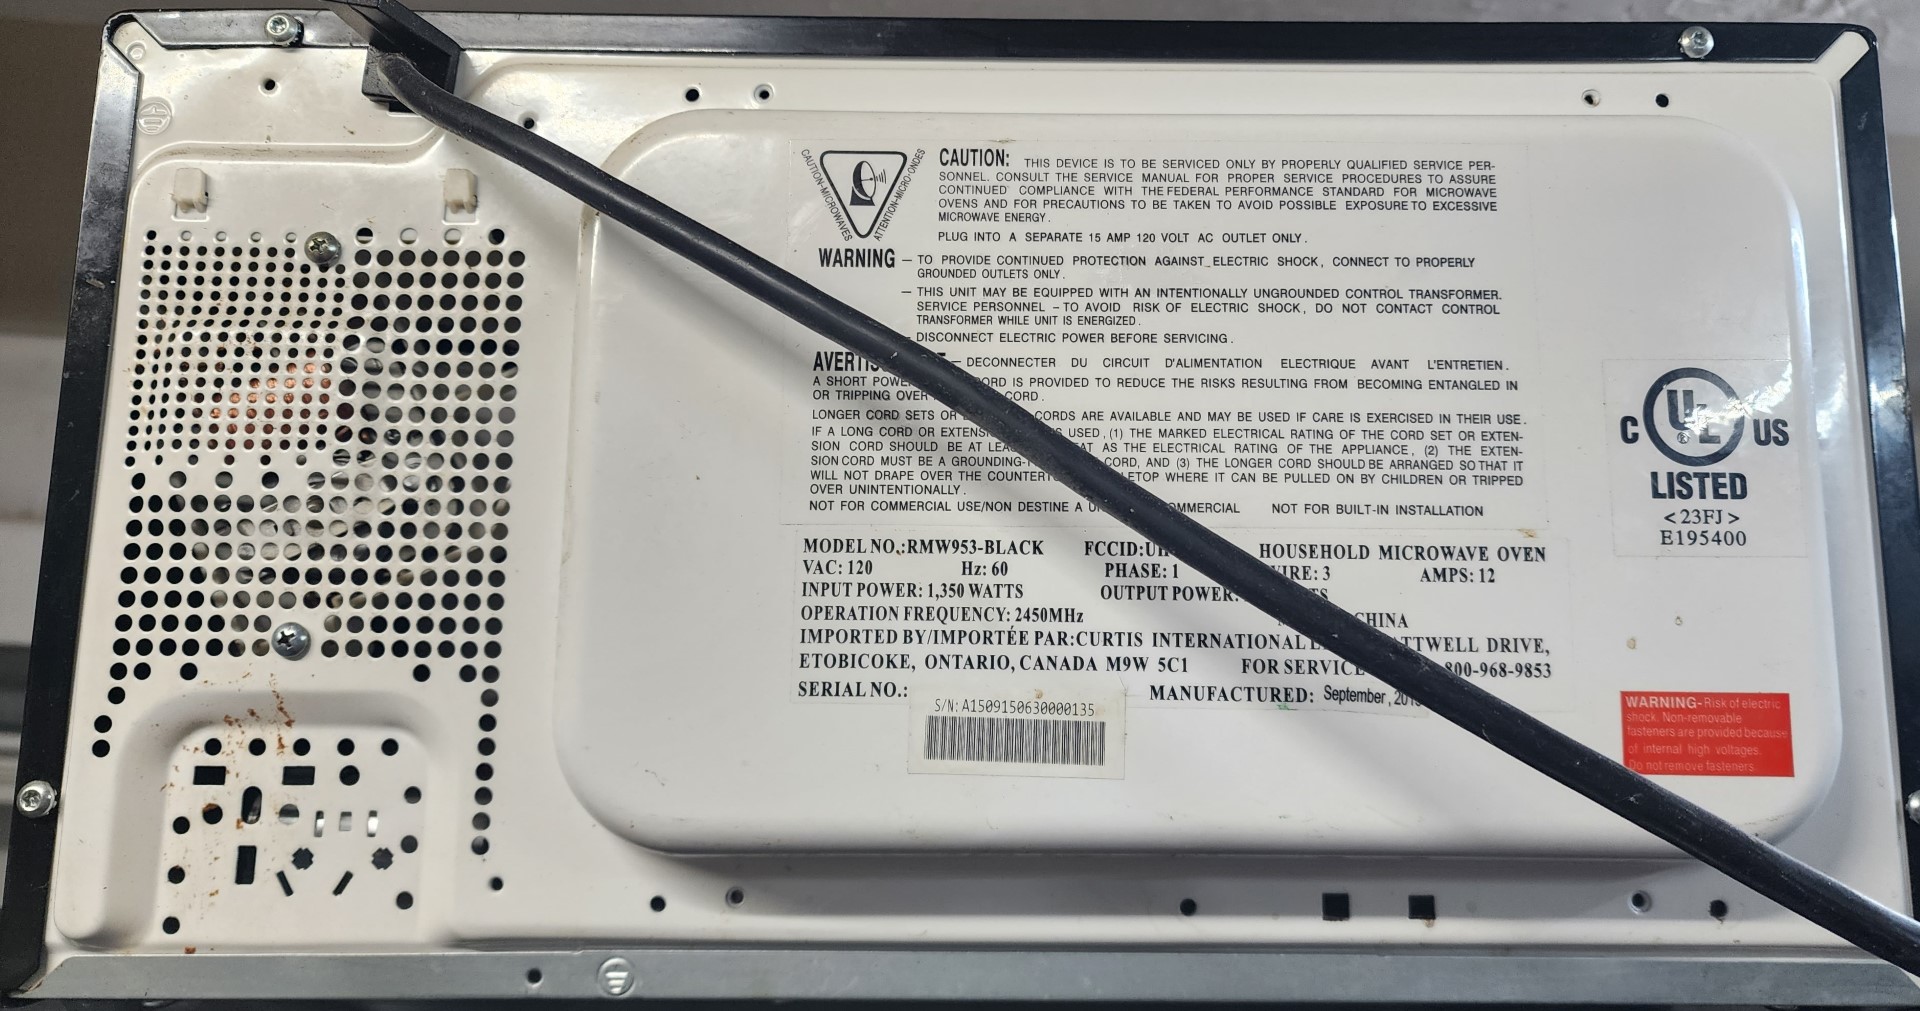 CAUTION-MICROWAVES
ATTENTION-MICRO-ONDES
CAUTION: THIS DEVICE IS TO BE SERVICED ONLY BY PROPERLY QUALIFIED SERVICE PER-
SONNEL. CONSULT THE SERVICE MANUAL FOR PROPER SERVICE PROCEDURES TO ASSURE
CONTINUED COMPLIANCE WITH THE FEDERAL PERFORMANCE STANDARD FOR MICROWAVE
OVENS AND FOR PRECAUTIONS TO BE TAKEN TO AVOID POSSIBLE EXPOSURE TO EXCESSIVE
MICROWAVE ENERGY.
PLUG INTO A SEPARATE 15 AMP 120 VOLT AC OUTLET ONLY.
WARNING — TO PROVIDE CONTINUED PROTECTION AGAINST ELECTRIC SHOCK, CONNECT TO PROPERLY
GROUNDED OUTLETS ONLY.
— THIS UNIT MAY BE EQUIPPED WITH AN INTENTIONALLY UNGROUNDED CONTROL TRANSFORMER.
SERVICE PERSONNEL – TO AVOID RISK OF ELECTRIC SHOCK, DO NOT CONTACT CONTROL
TRANSFORMER WHILE UNIT IS ENERGIZED.
DISCONNECT ELECTRIC POWER BEFORE SERVICING.
— DECONNECTER DU CIRCUIT D'ALIMENTATION ELECTRIQUE AVANT L'ENTRETIEN.
A SHORT POWER CORD IS PROVIDED TO REDUCE THE RISKS RESULTING FROM BECOMING ENTANGLED IN
OR TRIPPING OVER CORD.
LONGER CORD SETS OR CORDS ARE AVAILABLE AND MAY BE USED IF CARE IS EXERCISED IN THEIR USE.
IF A LONG CORD OR IS USED, (1) THE MARKED ELECTRICAL RATING OF THE CORD SET OR EXTEN-
SION CORD SHOULD BE AT AS THE ELECTRICAL RATING OF THE APPLIANCE, (2) THE EXTEN-
SION CORD MUST BE A CORD, AND (3) THE LONGER CORD SHOULD BE ARRANGED SO THAT IT
WILL NOT DRAPE OVER THE WHERE IT CAN BE PULLED ON BY CHILDREN OR TRIPPED
OVER UNINTENTIONALLY.
NOT FOR COMMERCIAL USE/NON DESTINE A NOT FOR BUILT-IN INSTALLATION
MODEL NO.:RMW953-BLACK FCCID: HOUSEHOLD MICROWAVE OVEN
VAC: 120 Hz: 60 PHASE: 1 WIRE: 3 AMPS: 12
INPUT POWER: 1,350 WATTS OUTPUT POWER:
OPERATION FREQUENCY: 2450MHz CHINA
IMPORTED BY/IMPORTÉE PAR:CURTIS INTERNATIONAL DRIVE,
ETOBICOKE, ONTARIO, CANADA M9W 5C1 FOR SERVICE 800-968-9853
SERIAL NO.: MANUFACTURED: September,
S/N: A1509150630000135
C UL US
®
LISTED
<23FJ>
E195400
WARNING-Risk of electric
shock. Non-removable
fasteners are provided because
of internal high voltages.
Do not remove fasteners.